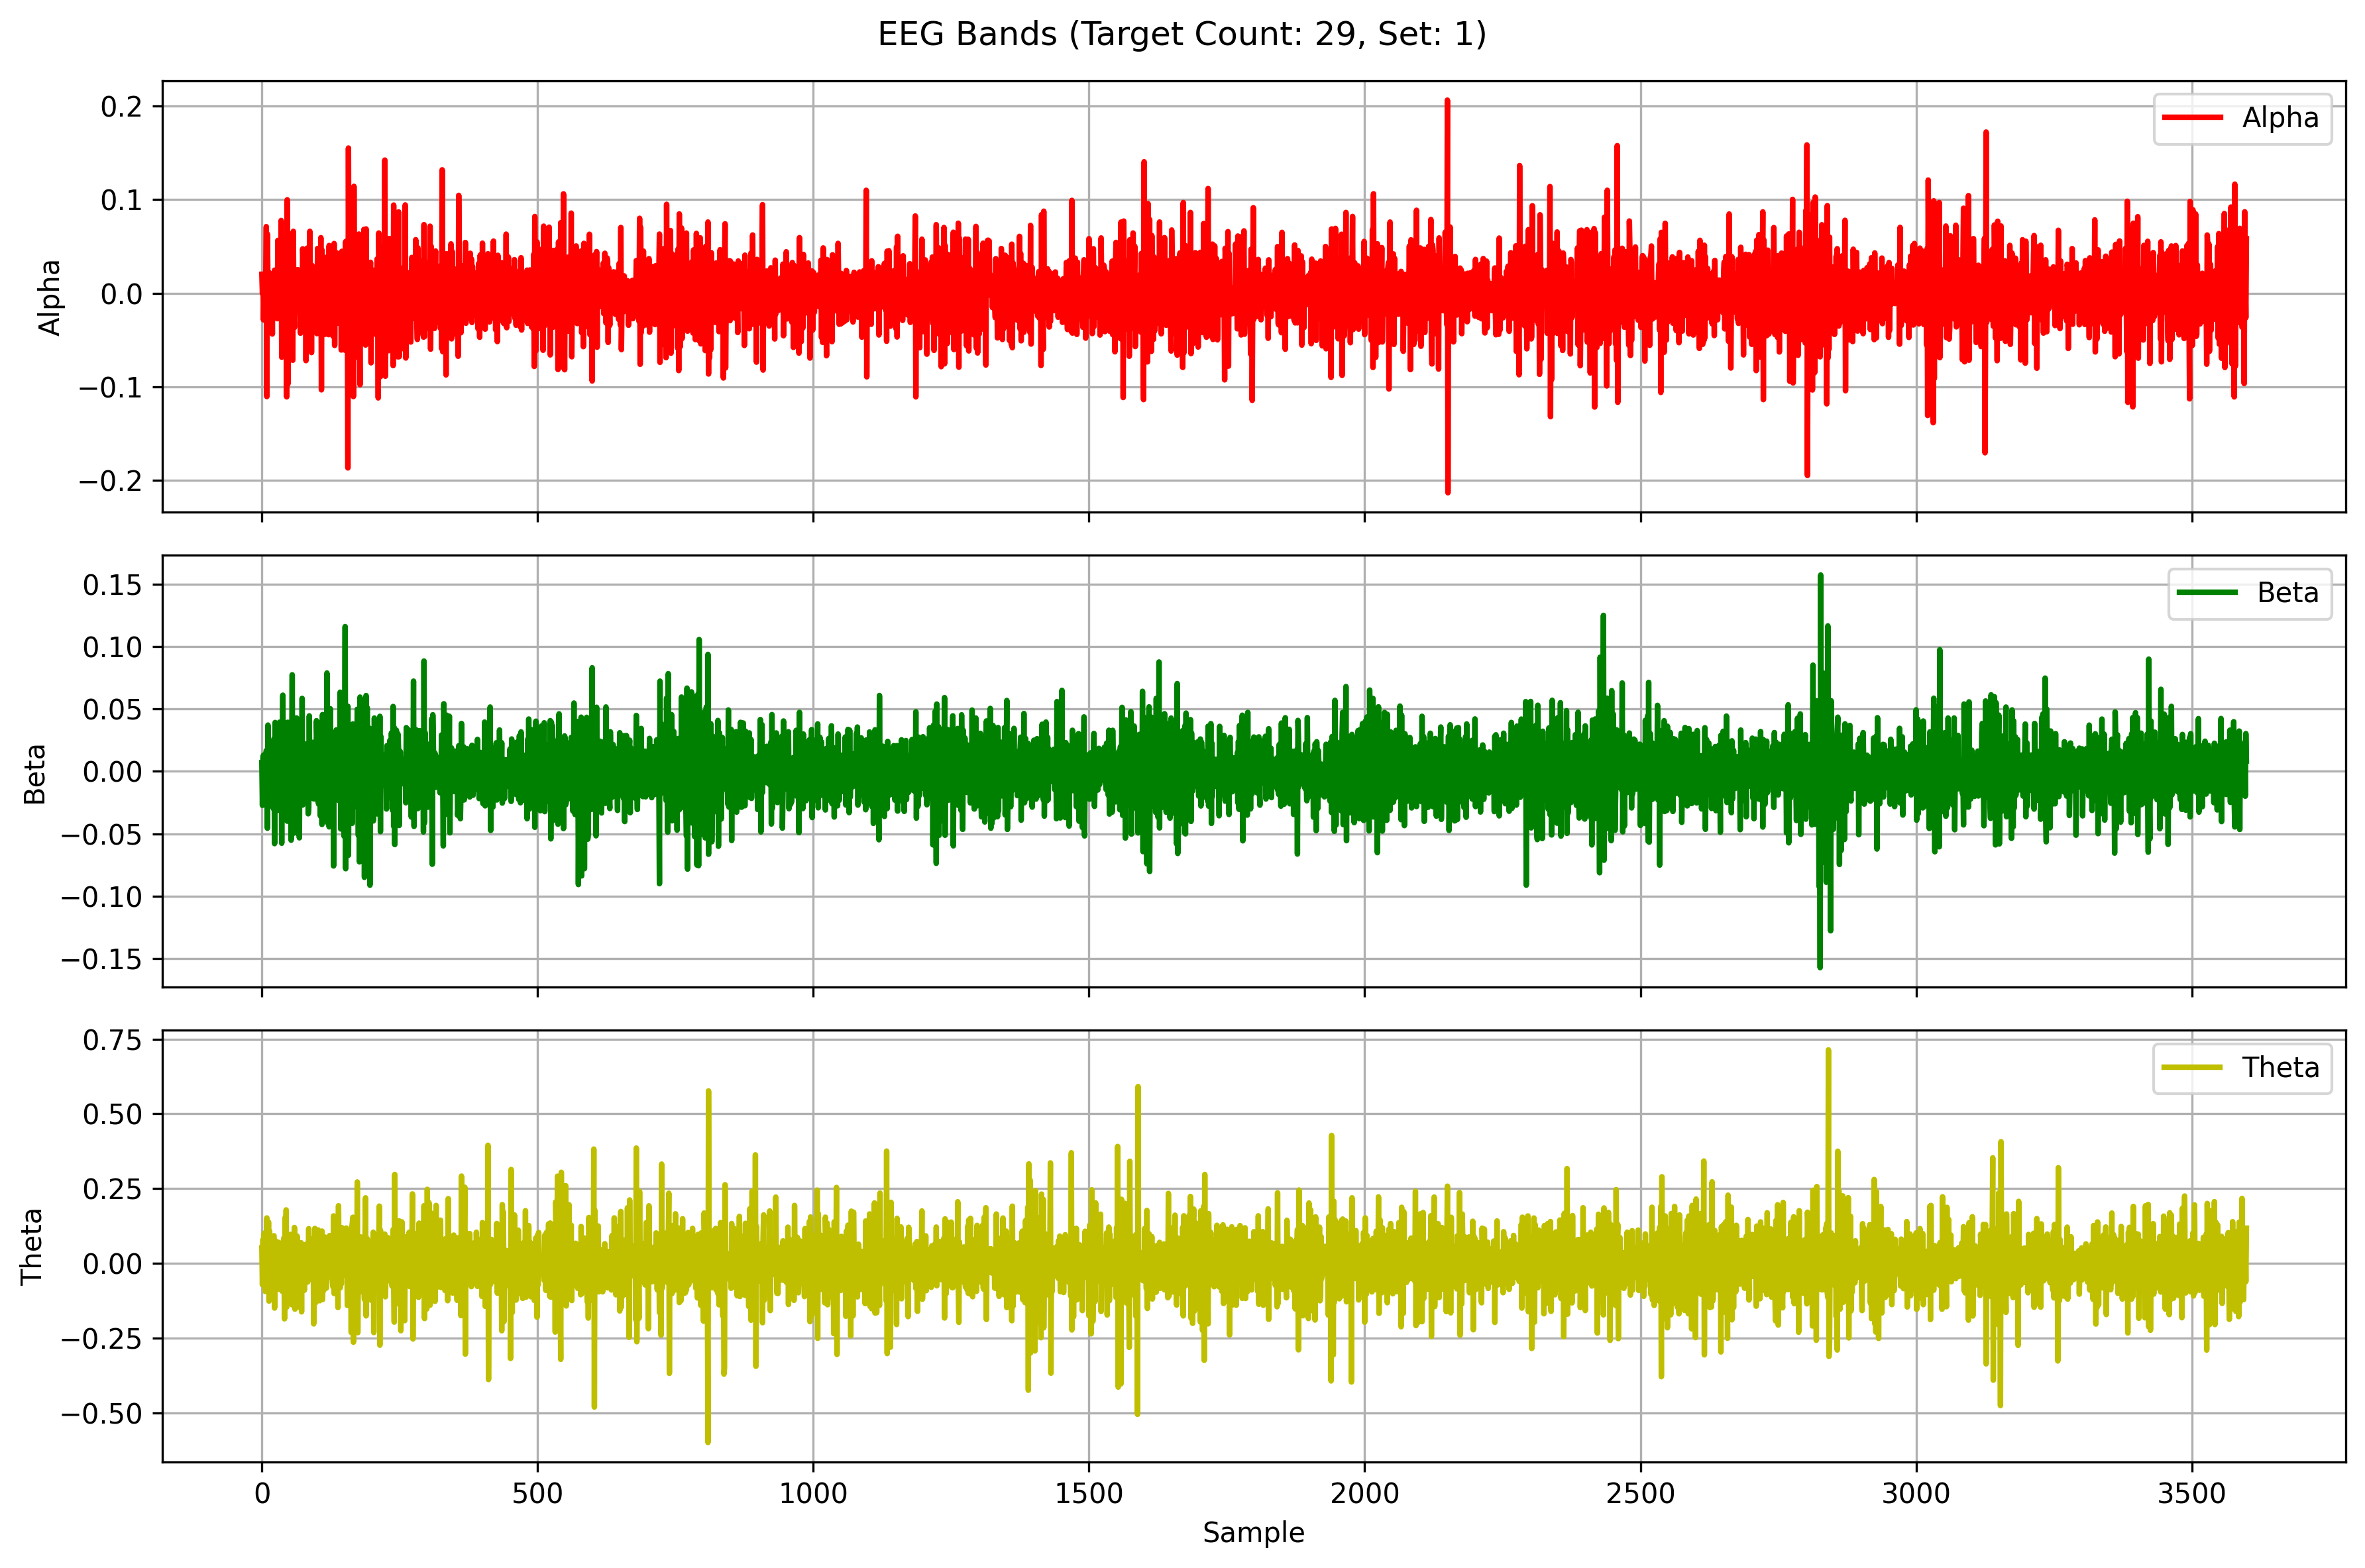 EEG Bands (Target Count: 29, Set: 1)
0.2
0.1
0.0
−0.1
−0.2
Alpha
Alpha
0.15
0.10
0.05
0.00
−0.05
−0.10
−0.15
Beta
Beta
0.75
0.50
0.25
0.00
−0.25
−0.50
Theta
Theta
0 500 1000 1500 2000 2500 3000 3500
Sample